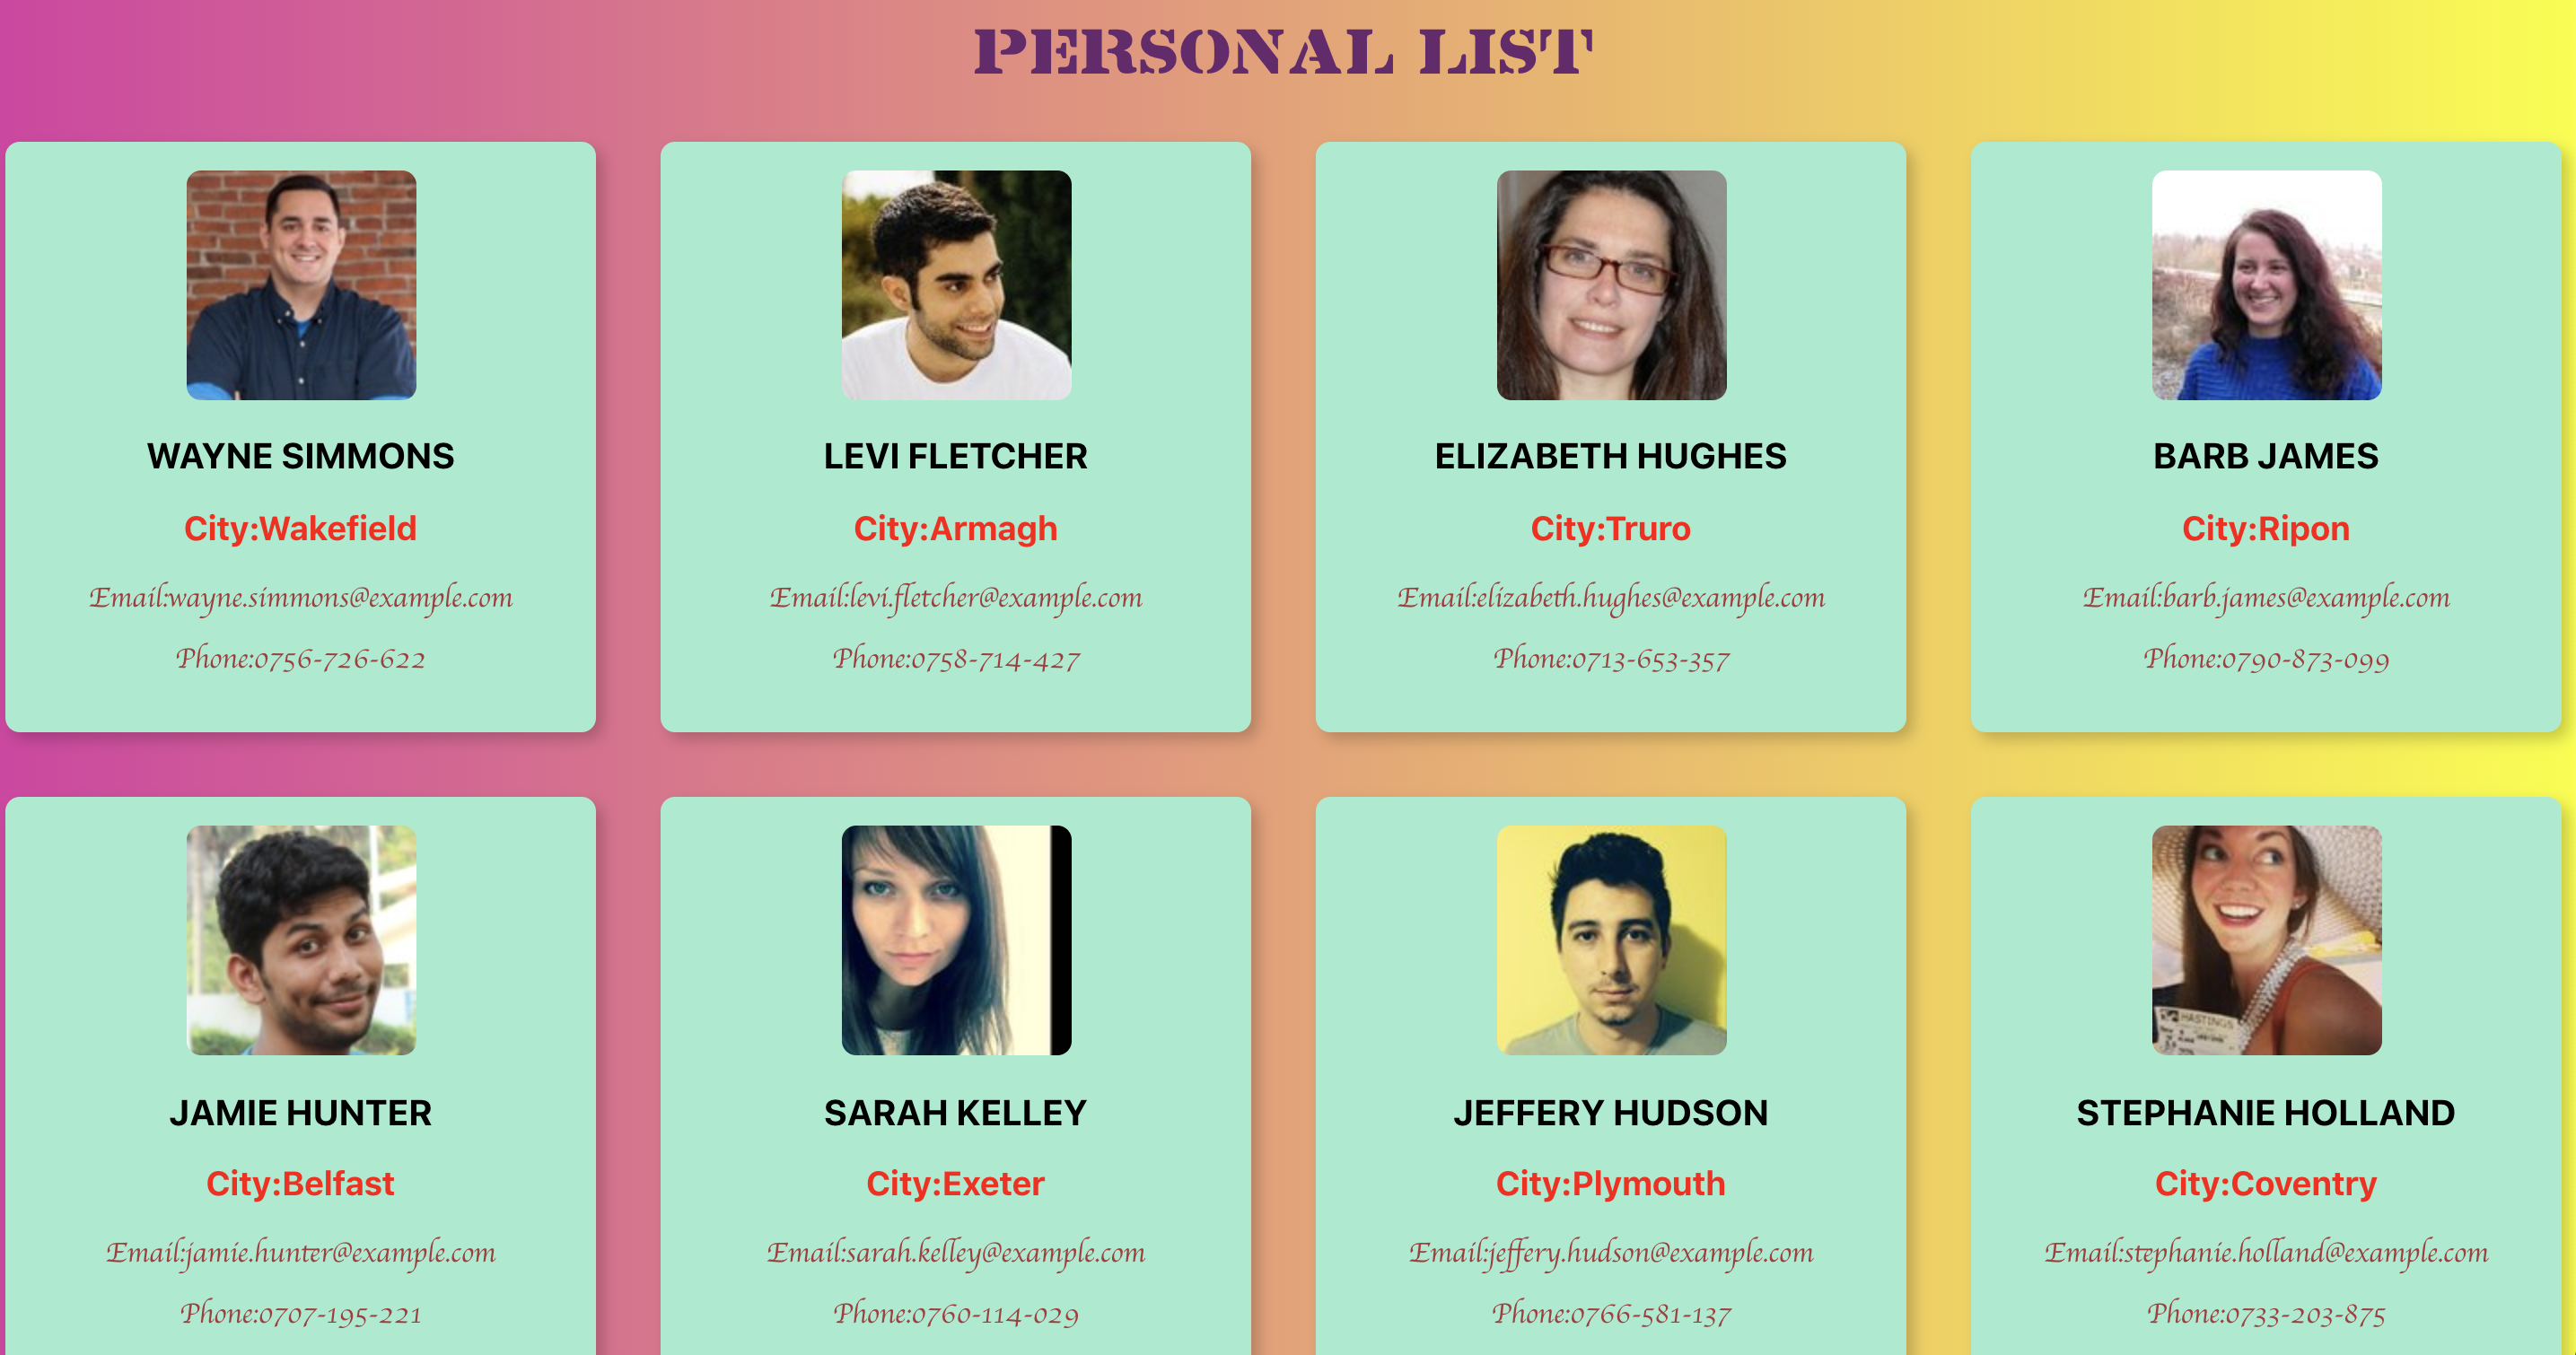 PERSONAL LIST
WAYNE SIMMONS
City:Wakefield
Email:wayne.simmons@example.com
Phone:0756-726-622
LEVI FLETCHER
City:Armagh
Email:levi.fletcher@example.com
Phone:0758-714-427
ELIZABETH HUGHES
City:Truro
Email:elizabeth.hughes@example.com
Phone:0713-653-357
BARB JAMES
City:Ripon
Email:barb.james@example.com
Phone:0790-873-099
JAMIE HUNTER
City:Belfast
Email:jamie.hunter@example.com
Phone:0707-195-221
SARAH KELLEY
City:Exeter
Email:sarah.kelley@example.com
Phone:0760-114-029
JEFFERY HUDSON
City:Plymouth
Email:jeffery.hudson@example.com
Phone:0766-581-137
HASTINGS
STEPHANIE HOLLAND
City:Coventry
Email:stephanie.holland@example.com
Phone:0733-203-875